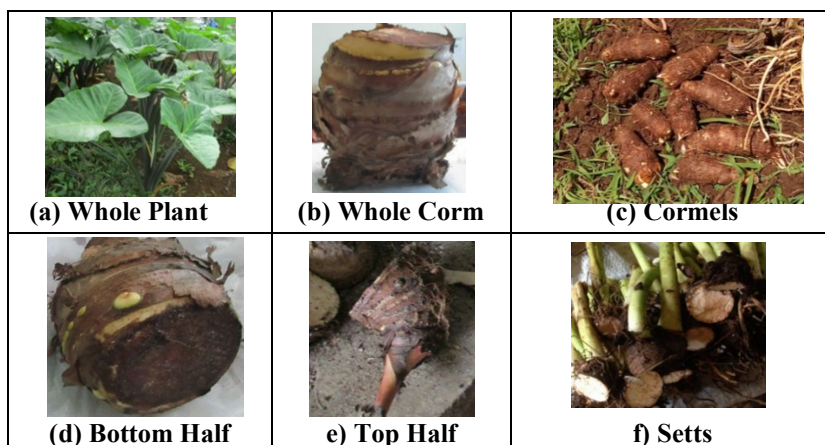 (a) Whole Plant
(b) Whole Corm
(c) Cormels
(d) Bottom Half
e) Top Half
f) Setts